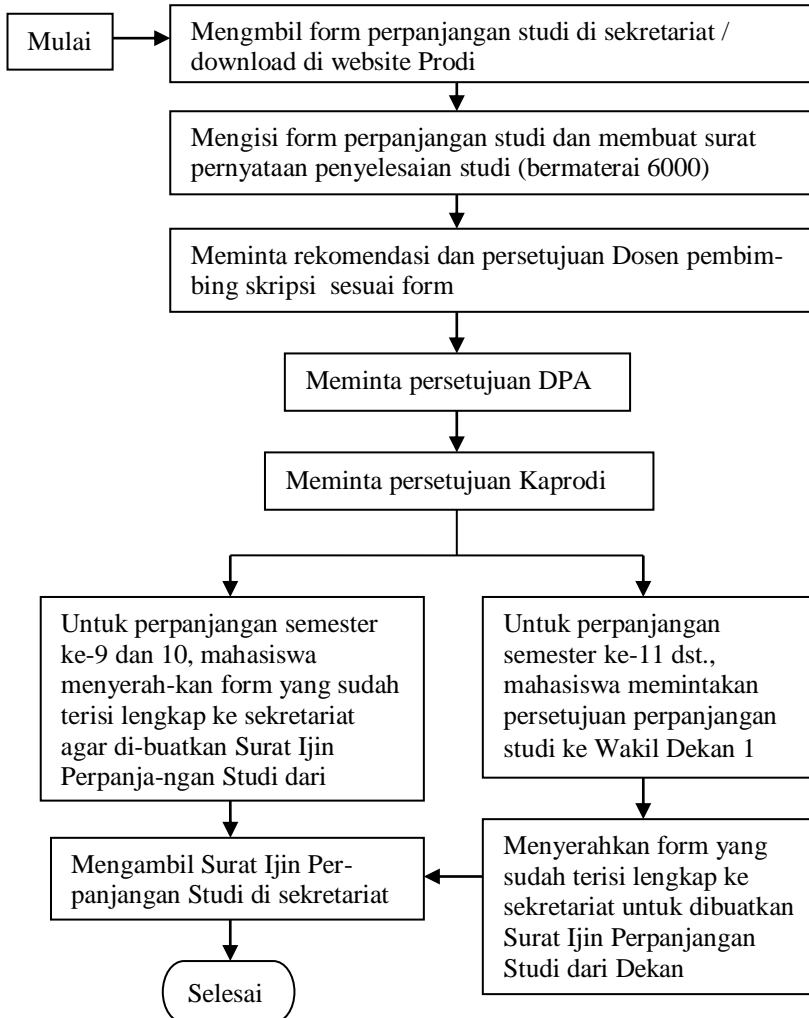 Mulai
Mengmbil form perpanjangan studi di sekretariat /
download di website Prodi
Mengisi form perpanjangan studi dan membuat surat
pernyataan penyelesaian studi (bermaterai 6000)
Meminta rekomendasi dan persetujuan Dosen pembim-
bing skripsi  sesuai form
Meminta persetujuan DPA
Meminta persetujuan Kaprodi
Untuk perpanjangan semester
ke-9 dan 10, mahasiswa
menyerah-kan form yang sudah
terisi lengkap ke sekretariat
agar di-buatkan Surat Ijin
Perpanja-ngan Studi dari
Untuk perpanjangan
semester ke-11 dst.,
mahasiswa memintakan
persetujuan perpanjangan
studi ke Wakil Dekan 1
Mengambil Surat Ijin Per-
panjangan Studi di sekretariat
Menyerahkan form yang
sudah terisi lengkap ke
sekretariat untuk dibuatkan
Surat Ijin Perpanjangan
Studi dari Dekan
Selesai